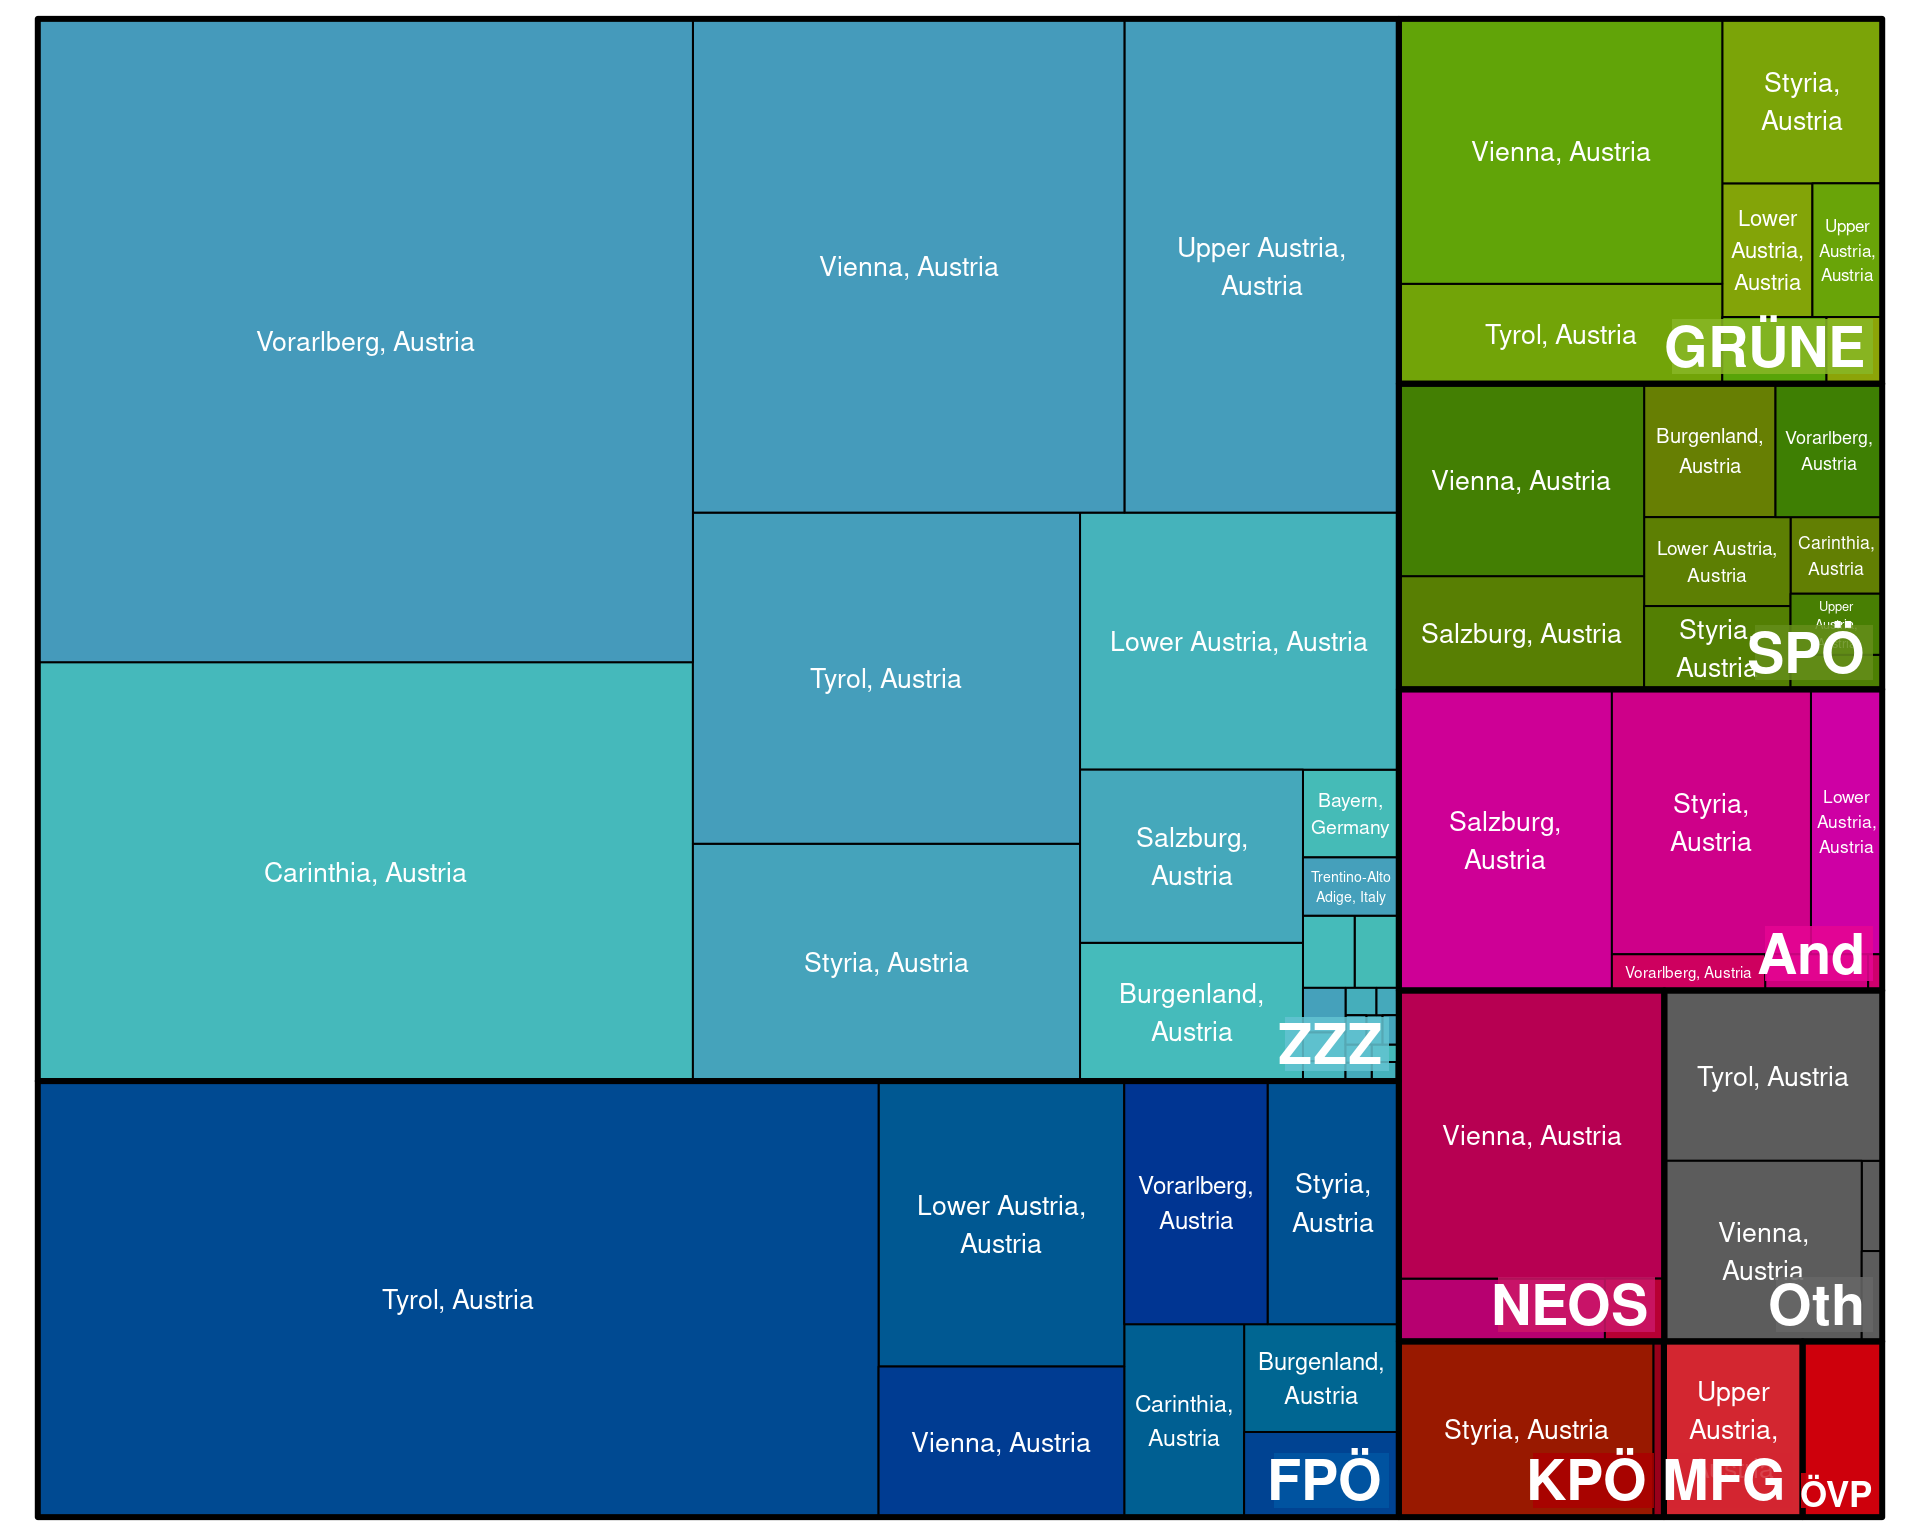 Vorarlberg, Austria
Carinthia, Austria
Vienna, Austria
Upper Austria,
Austria
Tyrol, Austria
Styria, Austria
Lower Austria, Austria
Salzburg,
Austria
Burgenland,
Austria
Bayern,
Germany
Trentino-Alto
Adige, Italy
ZZZ
Tyrol, Austria
Lower Austria,
Austria
Vienna, Austria
Vorarlberg,
Austria
Styria,
Austria
Carinthia,
Austria
Burgenland,
Austria
FPÖ
Vienna, Austria
Tyrol, Austria
Styria,
Austria
Lower
Austria,
Austria
Upper
Austria,
Austria
GRÜNE
Vienna, Austria
Salzburg, Austria
Burgenland,
Austria
Vorarlberg,
Austria
Lower Austria,
Austria
Carinthia,
Austria
Styria,
Austria
Upper
SPÖ
Salzburg,
Austria
Styria,
Austria
Lower
Austria,
Austria
Vorarlberg, Austria
And
Vienna, Austria
NEOS
Tyrol, Austria
Vienna,
Austria
Oth
Styria, Austria
KPÖ
Upper
Austria,
MFG
ÖVP